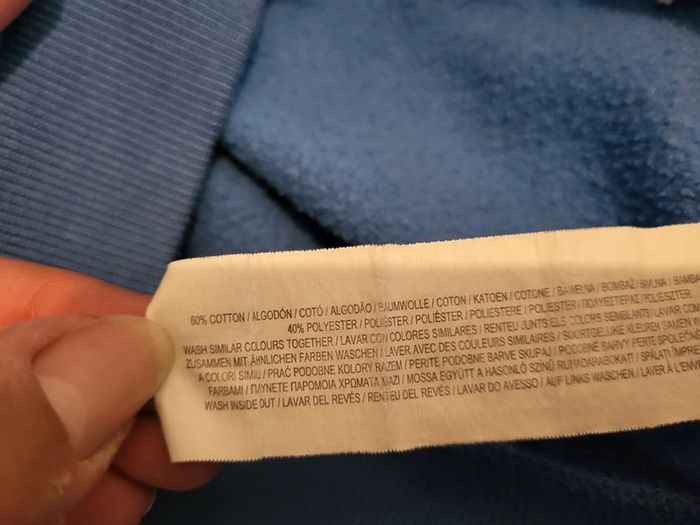 60% COTTON / ALGODÓN / COTÓ / ALGODÃO / BAUMWOLLE / COTON / KATOEN / COTONE / BAWEŁNA / BOMBAŽ / BAVLNA / BAMBA
40% POLYESTER / POLIÉSTER / POLIÈSTER / POLIÉSTER / POLYESTER / POLIESTERE / POLIESTER / ΠΟΛΥΕΣΤΕΡΑΣ / POLIÉSZTER
WASH SIMILAR COLOURS TOGETHER / LAVAR CON COLORES SIMILARES / RENTEU JUNTS ELS COLORS SEMBLANTS / LAVAR COM
ZUSAMMEN MIT ÄHNLICHEN FARBEN WASCHEN / LAVER AVEC DES COULEURS SIMILAIRES / SOORTGELIJKE KLEUREN SAMEN
A COLORI SIMILI / PRAĆ PODOBNE KOLORY RAZEM / PERITE PODOBNE BARVE SKUPAJ / PODOBNÉ BARVY PERTE SPOLEČNĚ
FARBAMI / ΠΛΥΝΕΤΕ ΠΑΡΟΜΟΙΑ ΧΡΩΜΑΤΑ ΜΑΖΙ / MOSSA EGYÜTT A HASONLÓ SZÍNŰ RUHADARABOKAT! / SPĂLAȚI
WASH INSIDE OUT / LAVAR DEL REVÉS / RENTEU DEL REVÉS / LAVAR DO AVESSO / AUF LINKS WASCHEN / LAVER À L'ENVE